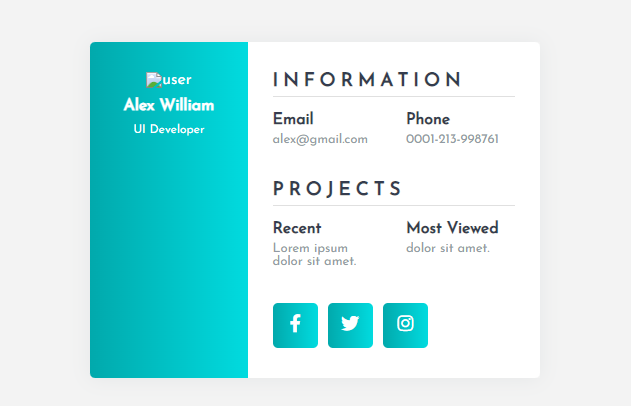 user
Alex William
UI Developer
INFORMATION
Email
alex@gmail.com
Phone
0001-213-998761
PROJECTS
Recent
Lorem ipsum
dolor sit amet.
Most Viewed
dolor sit amet.